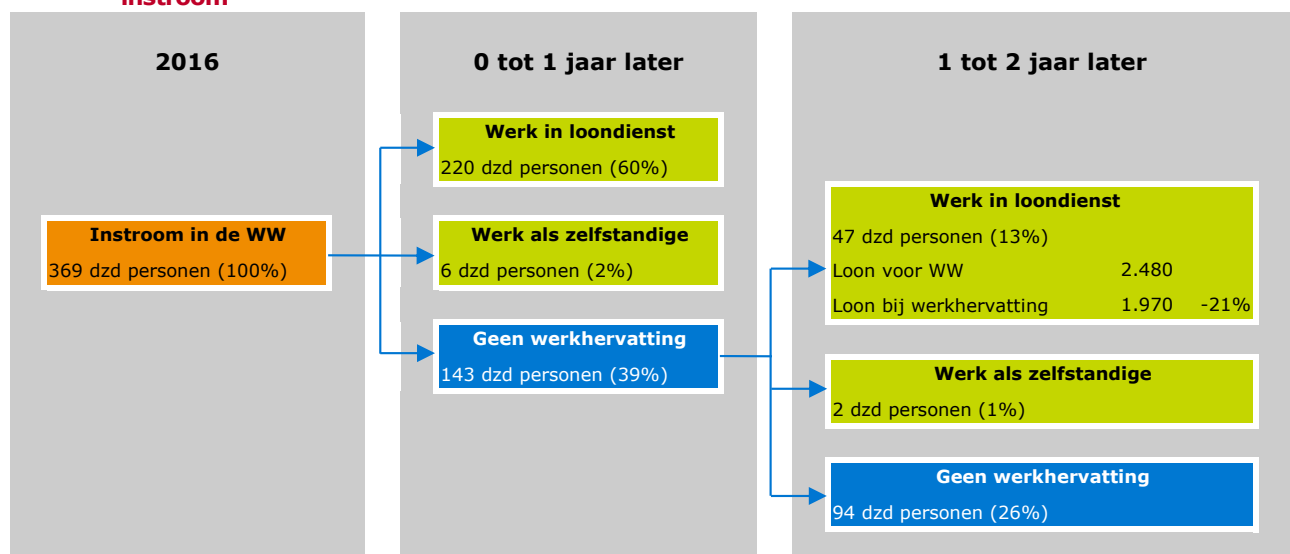 instroom
2016
Instroom in de WW
369 dzd personen (100%)
0 tot 1 jaar later
Werk in loondienst
220 dzd personen (60%)
Werk als zelfstandige
6 dzd personen (2%)
Geen werkhervatting
143 dzd personen (39%)
1 tot 2 jaar later
Werk in loondienst
47 dzd personen (13%)
Loon voor WW 2.480
Loon bij werkhervatting 1.970 -21%
Werk als zelfstandige
2 dzd personen (1%)
Geen werkhervatting
94 dzd personen (26%)